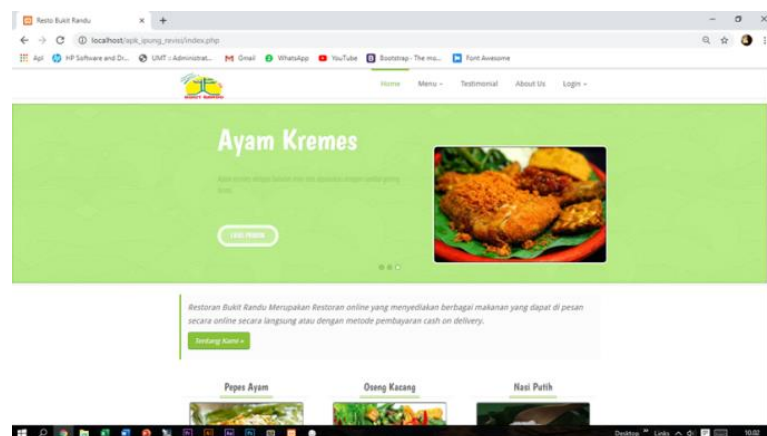 Resto Bukit Randu
localhost/apk_ipung_revisi/index.php
Apl HP Software and Dr... UMT :: Administrat... Gmail WhatsApp YouTube Bootstrap · The mo... Font Awesome
BUKIT RANDU
Home Menu Testimonial About Us Login
Ayam Kremes
Restoran Bukit Randu Merupakan Restoran online yang menyediakan berbagai makanan yang dapat di pesan
secara online secara langsung atau dengan metode pembayaran cash on delivery.
Tentang Kami »
Pepes Ayam Oseng Kacang Nasi Putih
Desktop Links 10.02